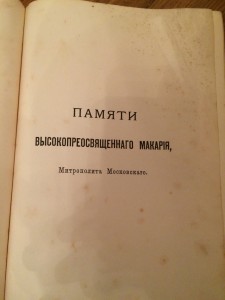 ПАМЯТИ
ВЫСОКОПРЕОСВЯЩЕННАГО МАКАРІЯ,
Митрополита Московскаго.